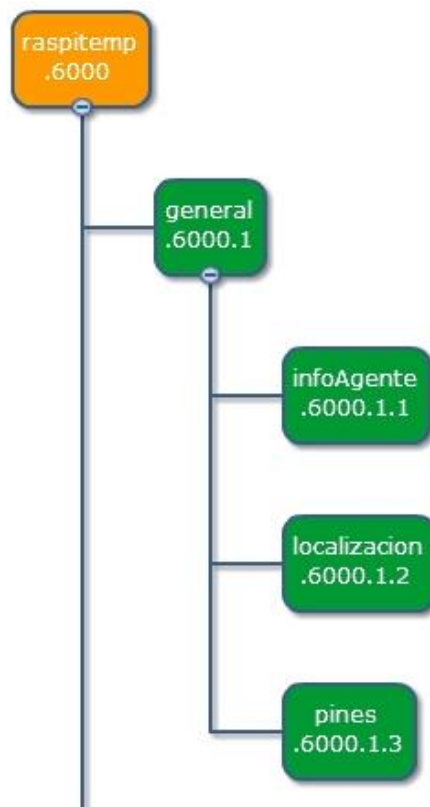 raspitemp
.6000
general
.6000.1
infoAgente
.6000.1.1
localizacion
.6000.1.2
pines
.6000.1.3